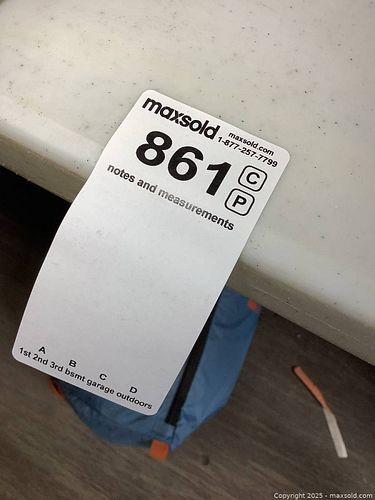 maxsold
maxsold.com
1-877-257-7799
861
C
P
notes and measurements
A B C D
1st 2nd 3rd bsmt garage outdoors
Copyright 2025 - maxsold.com